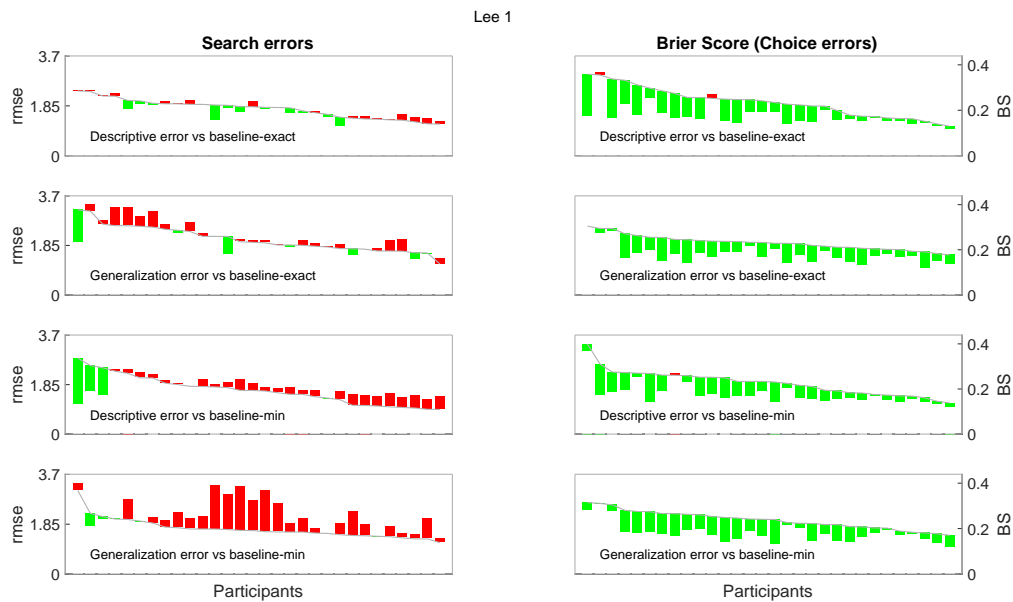 Lee 1
Search errors
Brier Score (Choice errors)
3.7
1.85
0
rmse
Descriptive error vs baseline-exact
0.4
0.2
0
BS
Descriptive error vs baseline-exact
3.7
1.85
0
rmse
Generalization error vs baseline-exact
0.4
0.2
0
BS
Generalization error vs baseline-exact
3.7
1.85
0
rmse
Descriptive error vs baseline-min
0.4
0.2
0
BS
Descriptive error vs baseline-min
3.7
1.85
0
rmse
Generalization error vs baseline-min
0.4
0.2
0
BS
Generalization error vs baseline-min
Participants
Participants